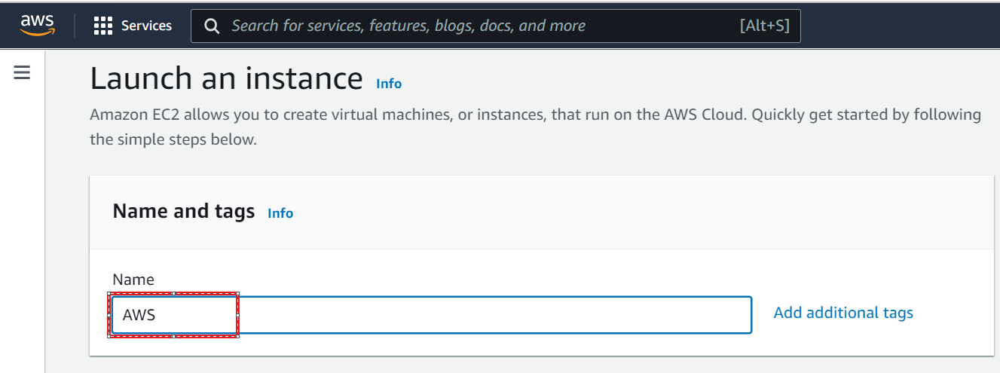 aws
Services
Search for services, features, blogs, docs, and more
[Alt+S]
Launch an instance Info
Amazon EC2 allows you to create virtual machines, or instances, that run on the AWS Cloud. Quickly get started by following
the simple steps below.
Name and tags Info
Name
AWS
Add additional tags